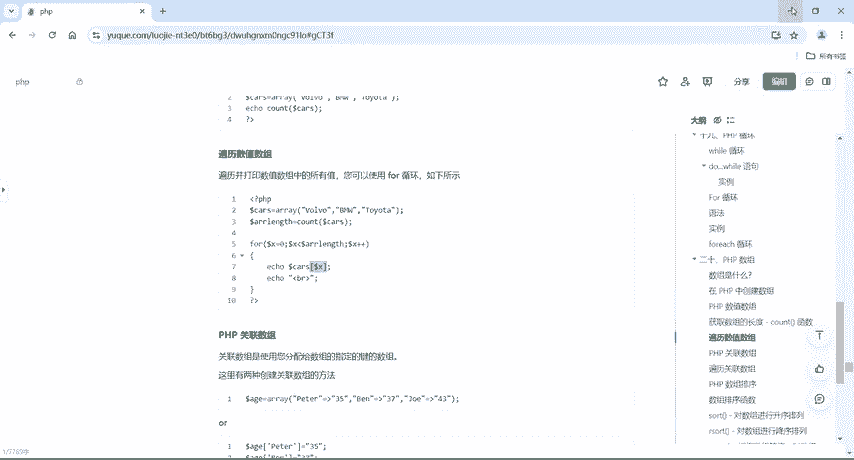 php
yuque.com/luojie-nt3e0/bt6bg3/dwuhgnxm0ngc91lo#gCT3f
所有书签
php
分享
编辑
2 $cars=array("Volvo","BMW","Toyota");
3 echo count($cars);
4 ?>
遍历数值数组
遍历并打印数值数组中的所有值，您可以使用 for 循环，如下所示
1 <?php
2 $cars=array("Volvo","BMW","Toyota");
3 $arrlength=count($cars);
4
5 for($x=0;$x<$arrlength;$x++)
6 {
7 echo $cars[$x];
8 echo "<br>";
9 }
10 ?>
PHP 关联数组
关联数组是使用您分配给数组的指定的键的数组。
这里有两种创建关联数组的方法
1 $age=array("Peter"=>"35","Ben"=>"37","Joe"=>"43");
or
1 $age['Peter']="35";
2 $age['Ben']="37";
大纲
十九、PHP 循环
while 循环
do...while 语句
实例
For 循环
语法
实例
foreach 循环
二十、PHP 数组
数组是什么?
在 PHP 中创建数组
PHP 数值数组
获取数组的长度 - count() 函数
遍历数值数组
PHP 关联数组
遍历关联数组
PHP 数组排序
数组排序函数
sort() - 对数组进行升序排列
rsort() - 对数组进行降序排列
1/7789字